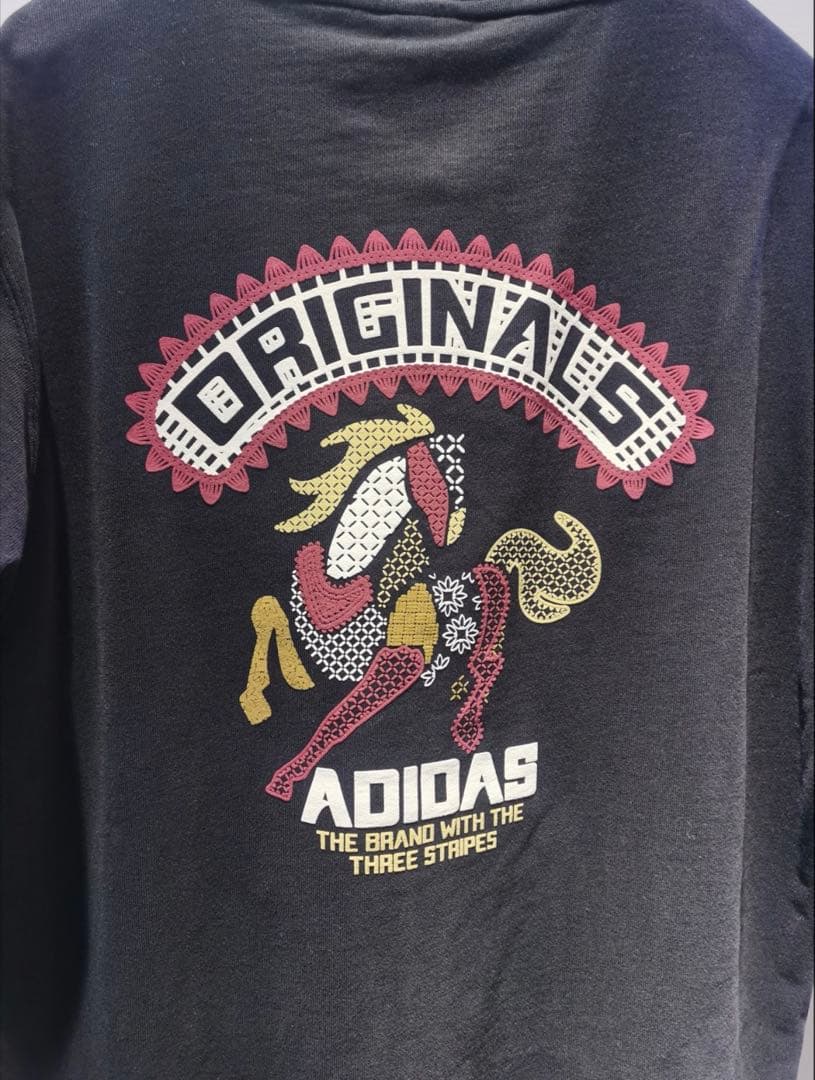 ORIGINALS
ADIDAS
THE BRAND WITH THE
THREE STRIPES